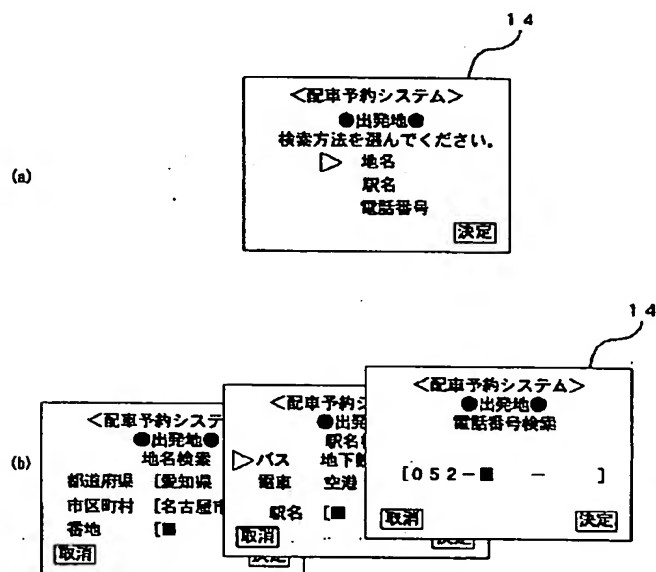 14
<配車予約システム>
●出発地●
検索方法を選んでください。
▷ 地名
駅名
電話番号
決定
(a)
14
(b)
<配車予約システ
●出発地●
地名検索
都道府県 [愛知県
市区町村 [名古屋市
番地 [■
取消
<配車予約
●出発
駅名
▷バス 地下鉄
電車 空港
駅名 [■
取消
<配車予約システム>
●出発地●
電話番号検索
[052-■ - ]
取消 決定